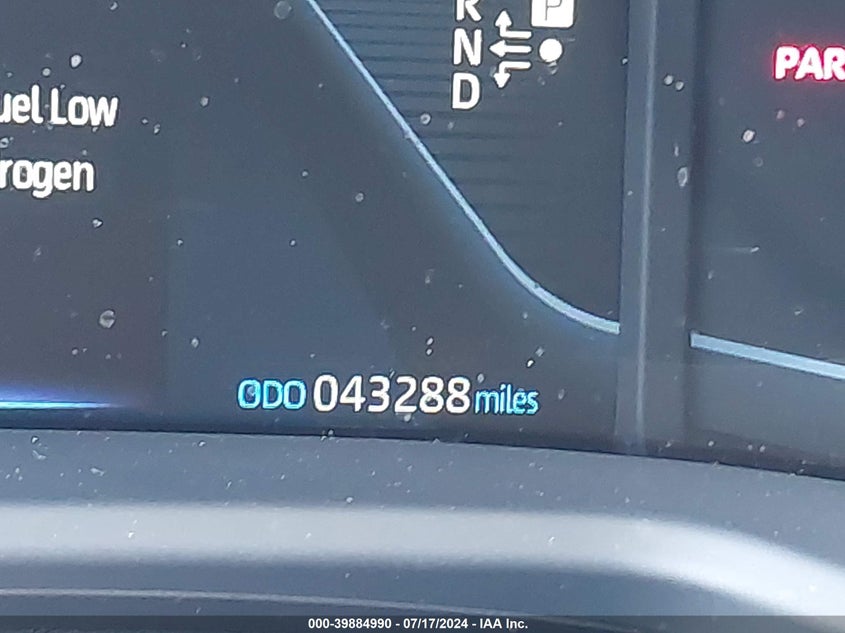 R
P
N
D
PAR
uel Low
rogen
ODO 043288 miles
000-39884990 - 07/17/2024 - IAA Inc.